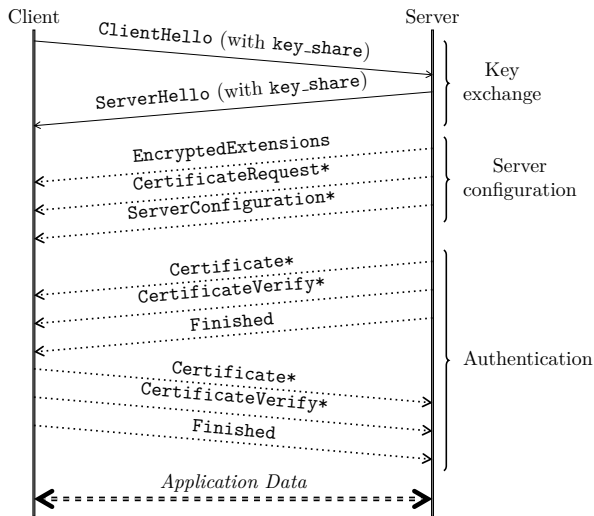 Client
Server
ClientHello (with key_share)
ServerHello (with key_share)
Key
exchange
EncryptedExtensions
CertificateRequest*
ServerConfiguration*
Server
configuration
Certificate*
CertificateVerify*
Finished
Certificate*
CertificateVerify*
Finished
Authentication
Application Data